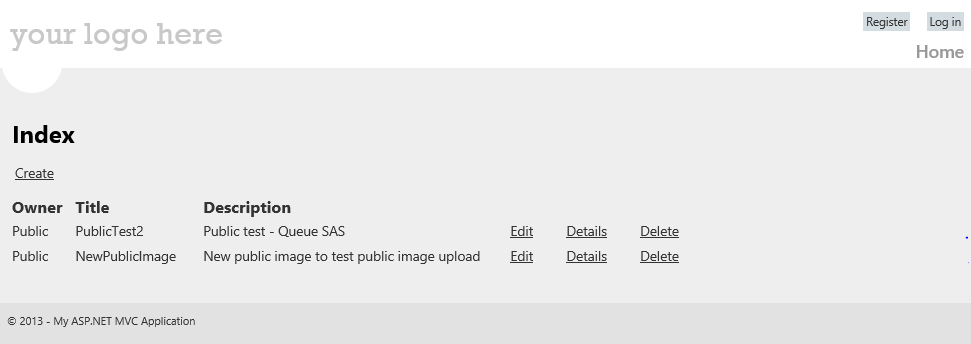 Register Log in
your logo here
Home
Index
Create
Owner Title Description
Public PublicTest2 Public test - Queue SAS Edit Details Delete
Public NewPublicImage New public image to test public image upload Edit Details Delete
© 2013 - My ASP.NET MVC Application